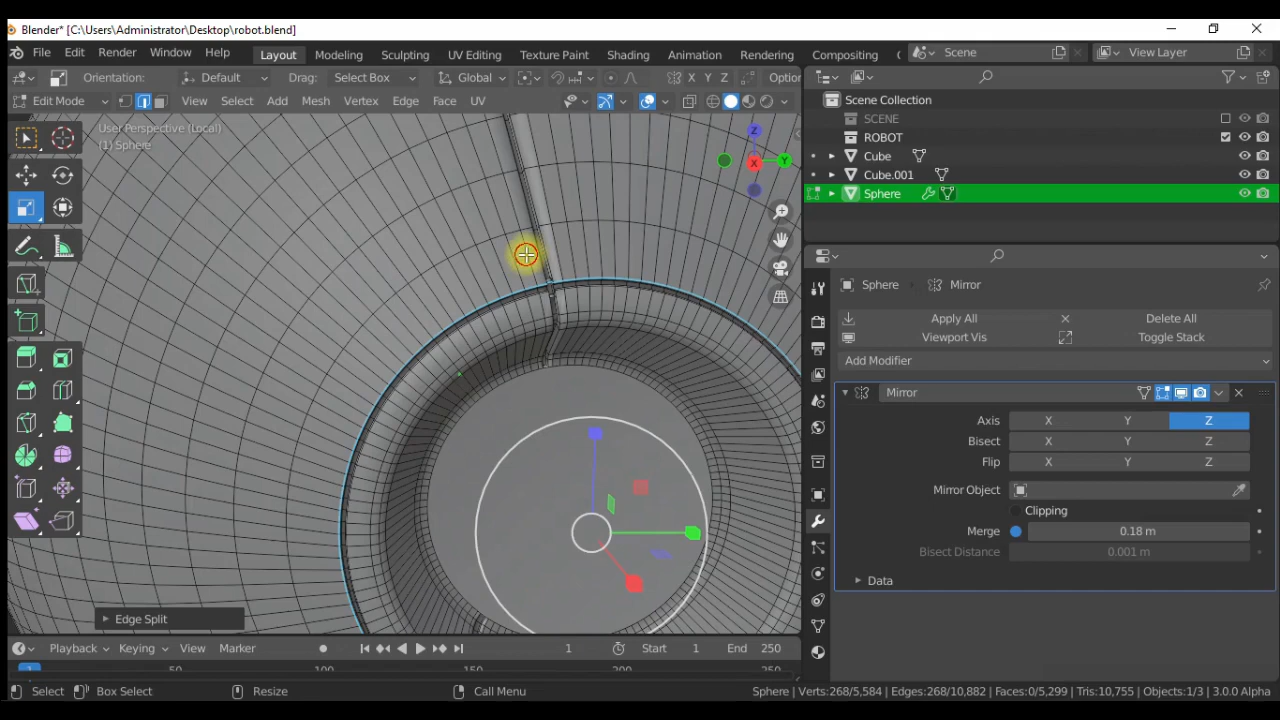 Blender* [C:\Users\Administrator\Desktop\robot.blend]
File Edit Render Window Help Layout Modeling Sculpting UV Editing Texture Paint Shading Animation Rendering Compositing Scene View Layer
Orientation: Default Drag: Select Box Global X Y Z Option
Edit Mode View Select Add Mesh Vertex Edge Face UV
User Perspective (Local)
(1) Sphere
Z
Y
X
Edge Split
Scene Collection
SCENE
ROBOT
Cube
Cube.001
Sphere
Sphere Mirror
Apply All Delete All
Viewport Vis Toggle Stack
Add Modifier
Mirror
Axis X Y Z
Bisect X Y Z
Flip X Y Z
Mirror Object
Clipping
Merge 0.18 m
Bisect Distance 0.001 m
Data
Playback Keying View Marker 1 Start 1 End 250
50 100 150 200 250
Select Box Select Resize Call Menu Sphere | Verts:268/5,584 | Edges:268/10,882 | Faces:0/5,299 | Tris:10,755 | Objects:1/3 | 3.0.0 Alpha